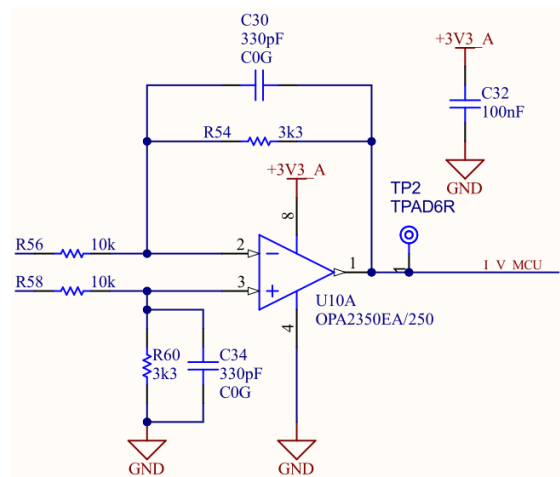 C30
330pF
C0G
+3V3_A
C32
100nF
GND
R54 3k3
+3V3_A
TP2
TPAD6R
8
R56 10k
2
1
1
I_V_MCU
R58 10k
3
U10A
OPA2350EA/250
4
R60
3k3
C34
330pF
C0G
GND
GND